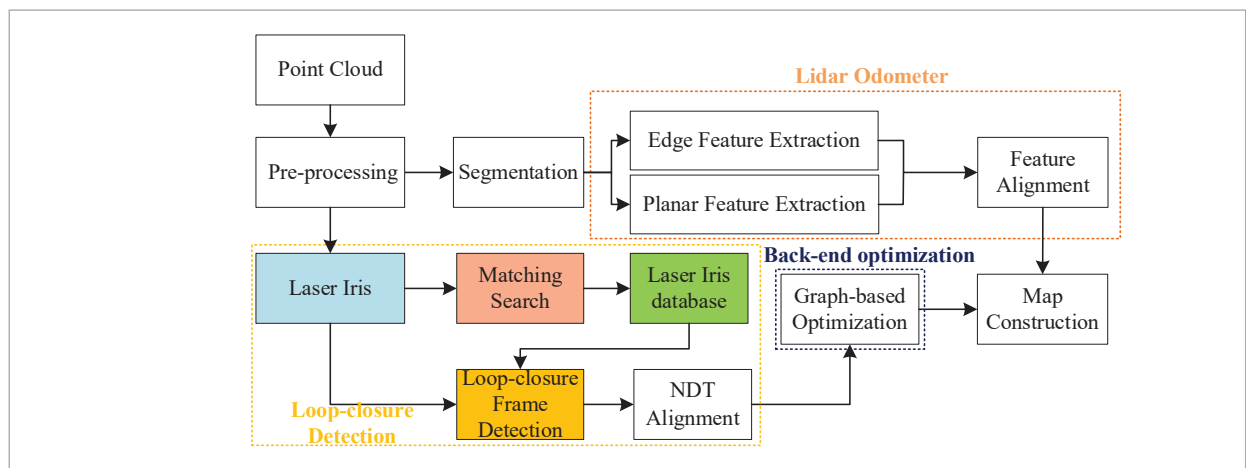 Point Cloud
Lidar Odometer
Pre-processing
Segmentation
Edge Feature Extraction
Planar Feature Extraction
Feature
Alignment
Laser Iris
Matching
Search
Laser Iris
database
Back-end optimization
Graph-based
Optimization
Map
Construction
Loop-closure
Detection
Loop-closure
Frame
Detection
NDT
Alignment